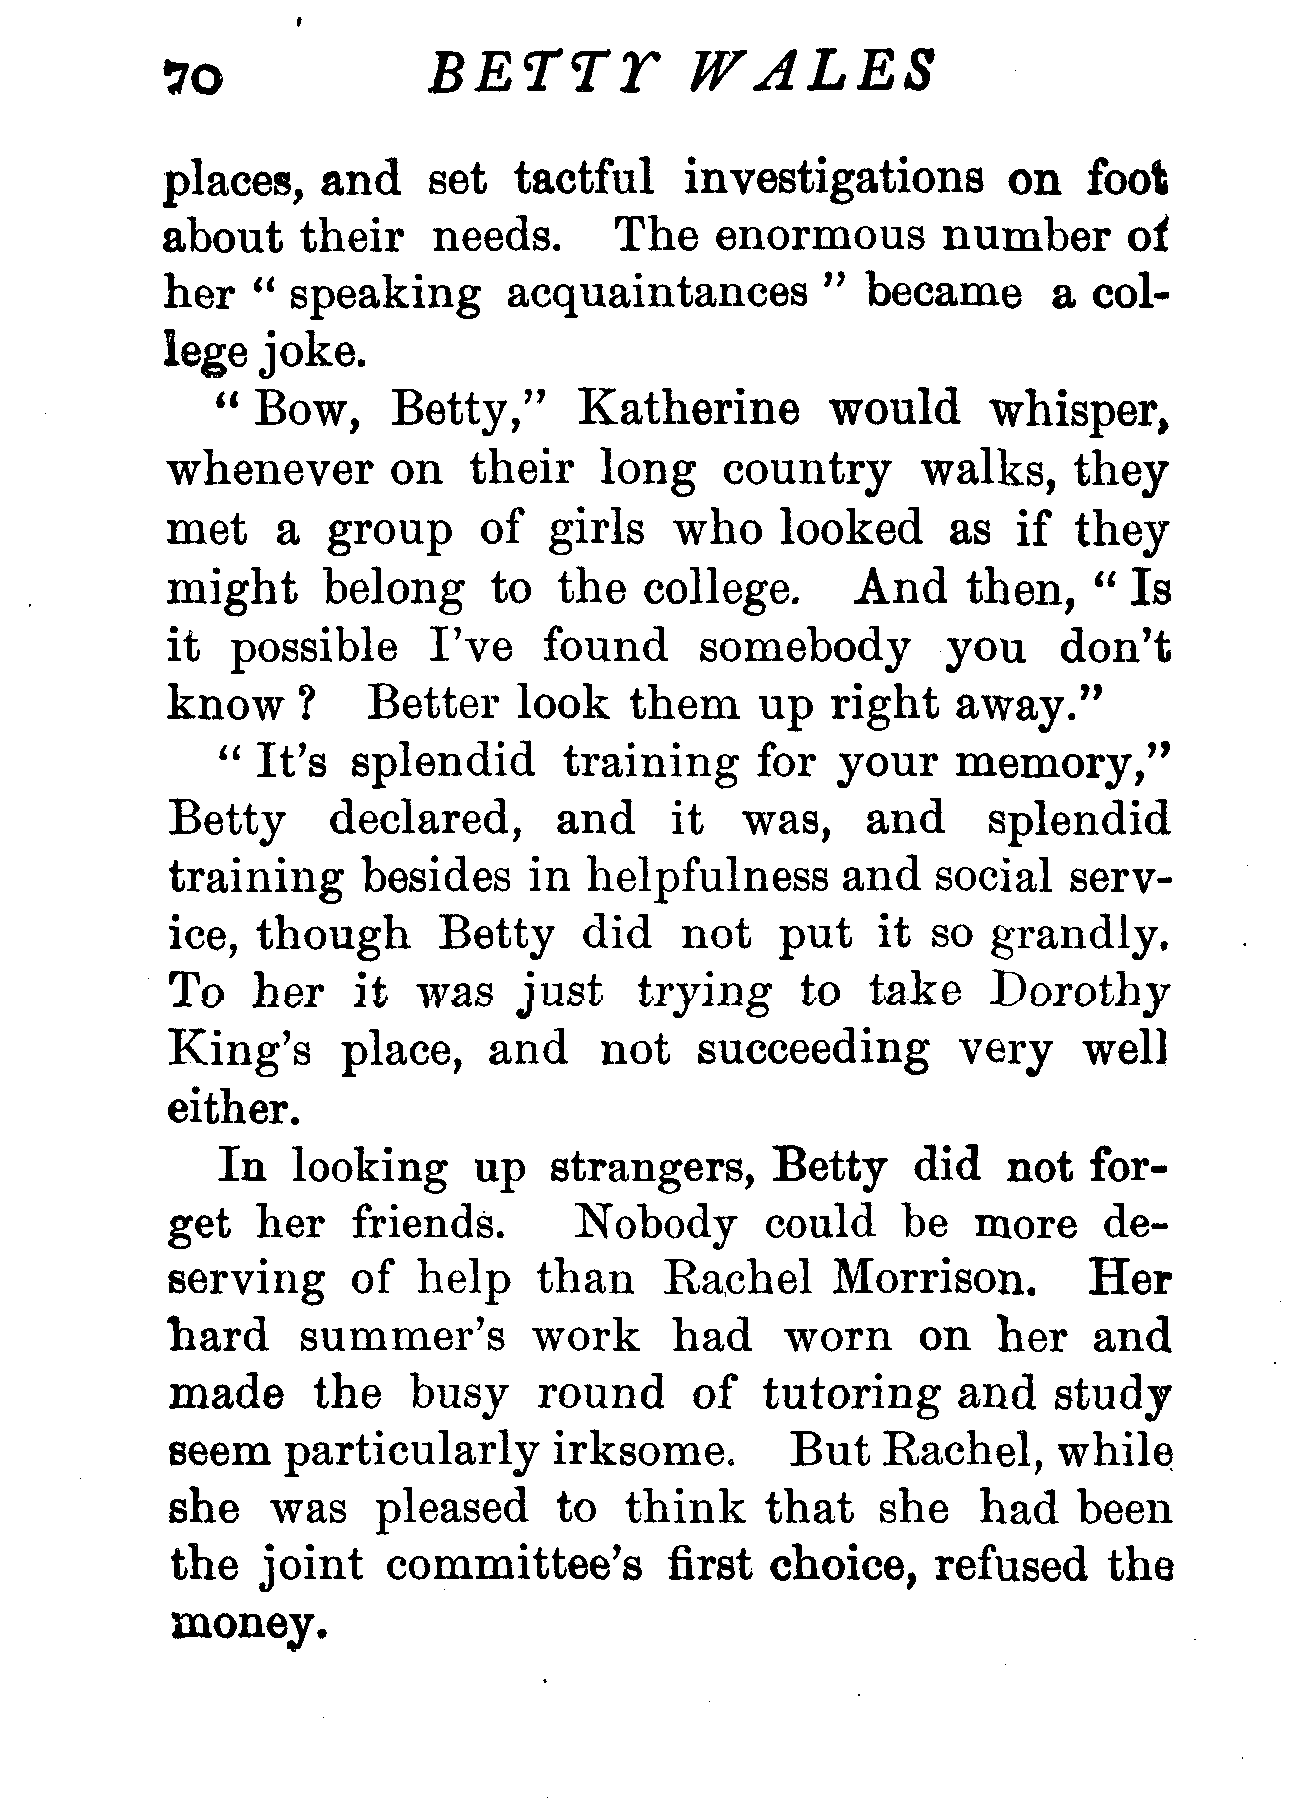 70 BETTY WALES
places, and set tactful investigations on foot
about their needs. The enormous number of
her “ speaking acquaintances ” became a col-
lege joke.
“ Bow, Betty,” Katherine would whisper,
whenever on their long country walks, they
met a group of girls who looked as if they
might belong to the college. And then, “ Is
it possible I’ve found somebody you don’t
know ? Better look them up right away.”
“ It’s splendid training for your memory,”
Betty declared, and it was, and splendid
training besides in helpfulness and social serv-
ice, though Betty did not put it so grandly.
To her it was just trying to take Dorothy
King’s place, and not succeeding very well
either.
In looking up strangers, Betty did not for-
get her friends. Nobody could be more de-
serving of help than Rachel Morrison. Her
hard summer’s work had worn on her and
made the busy round of tutoring and study
seem particularly irksome. But Rachel, while
she was pleased to think that she had been
the joint committee’s first choice, refused the
money.